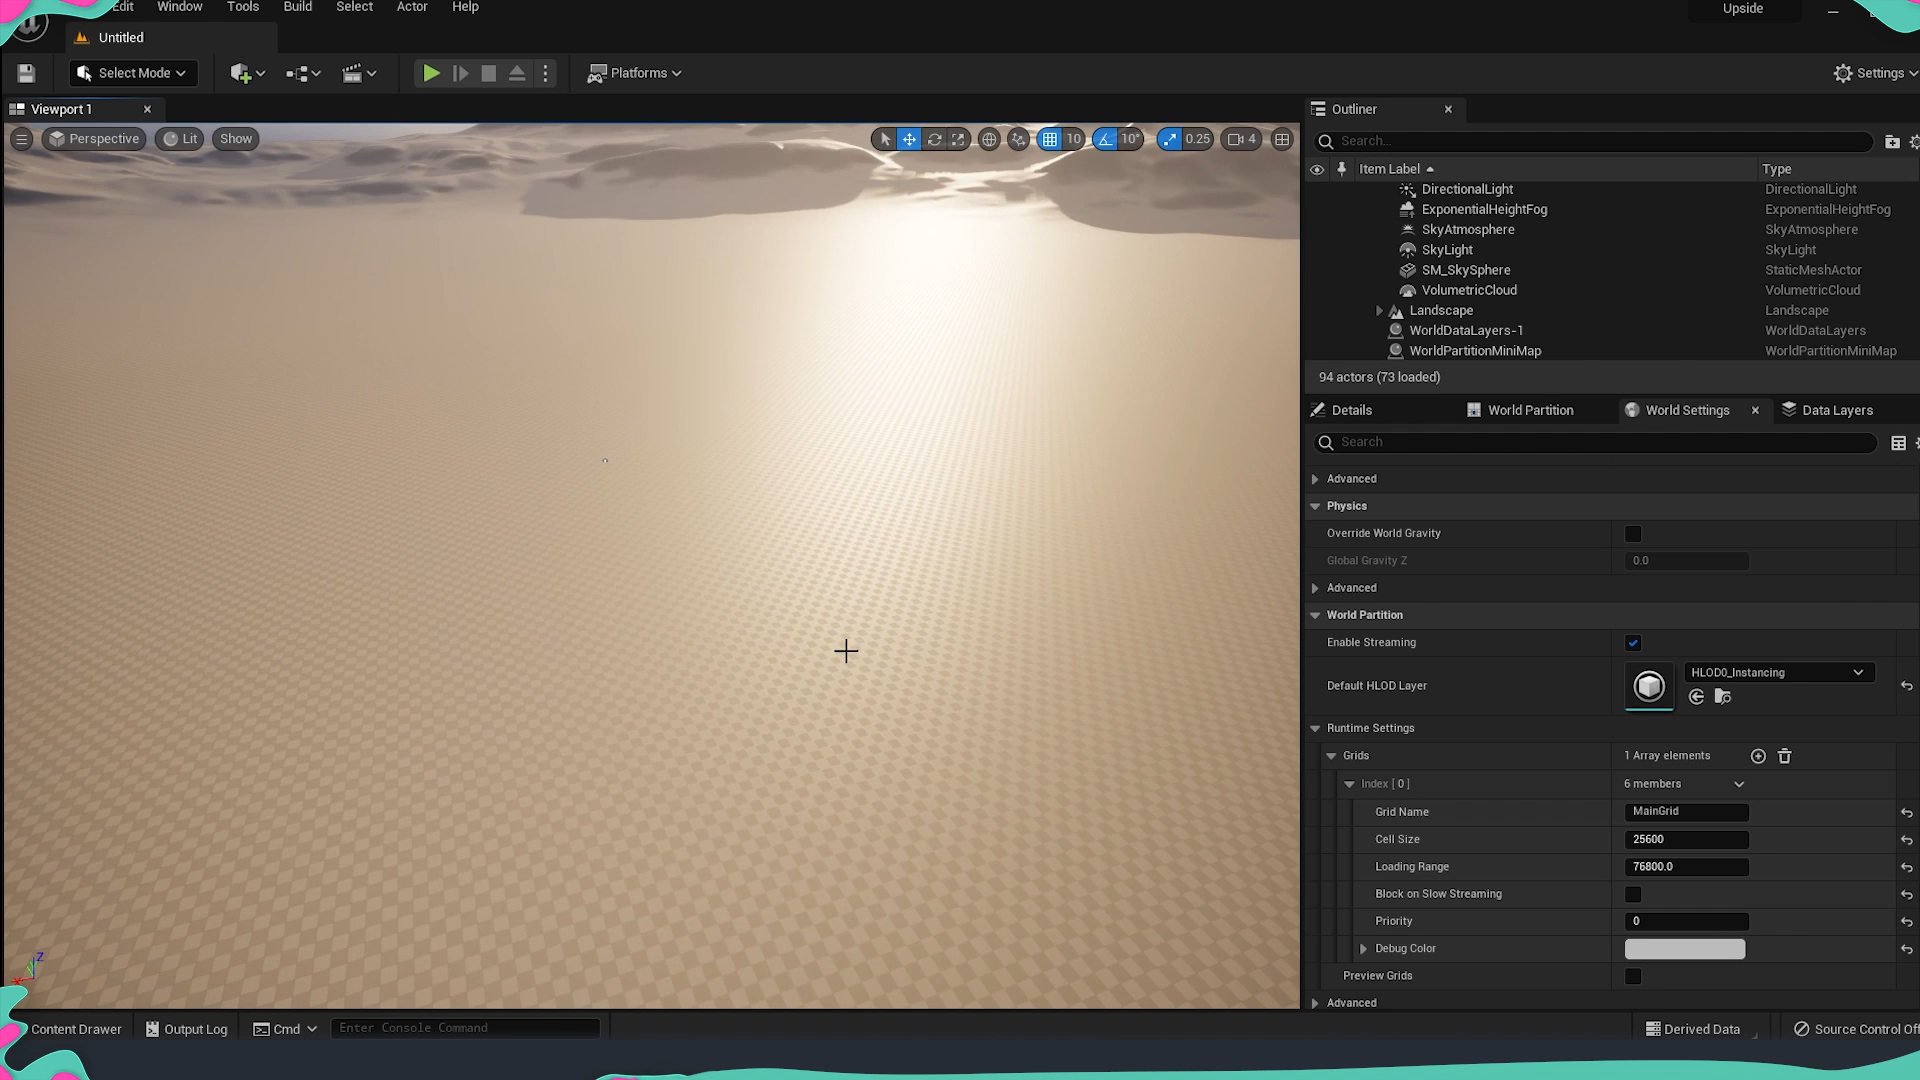 Edit Window Tools Build Select Actor Help Upside
Untitled
Select Mode Platforms Settings
Viewport 1 Outliner
Perspective Lit Show 10 10° 0.25 4
Search...
Item Label Type
DirectionalLight DirectionalLight
ExponentialHeightFog ExponentialHeightFog
SkyAtmosphere SkyAtmosphere
SkyLight SkyLight
SM_SkySphere StaticMeshActor
VolumetricCloud VolumetricCloud
Landscape Landscape
WorldDataLayers-1 WorldDataLayers
WorldPartitionMiniMap WorldPartitionMiniMap
94 actors (73 loaded)
Details World Partition World Settings Data Layers
Search
Advanced
Physics
Override World Gravity
Global Gravity Z 0.0
Advanced
World Partition
Enable Streaming
Default HLOD Layer HLOD0_Instancing
Runtime Settings
Grids 1 Array elements
Index [ 0 ] 6 members
Grid Name MainGrid
Cell Size 25600
Loading Range 76800.0
Block on Slow Streaming
Priority 0
Debug Color
Preview Grids
Advanced
Z
X
Content Drawer Output Log Cmd Enter Console Command Derived Data Source Control Off